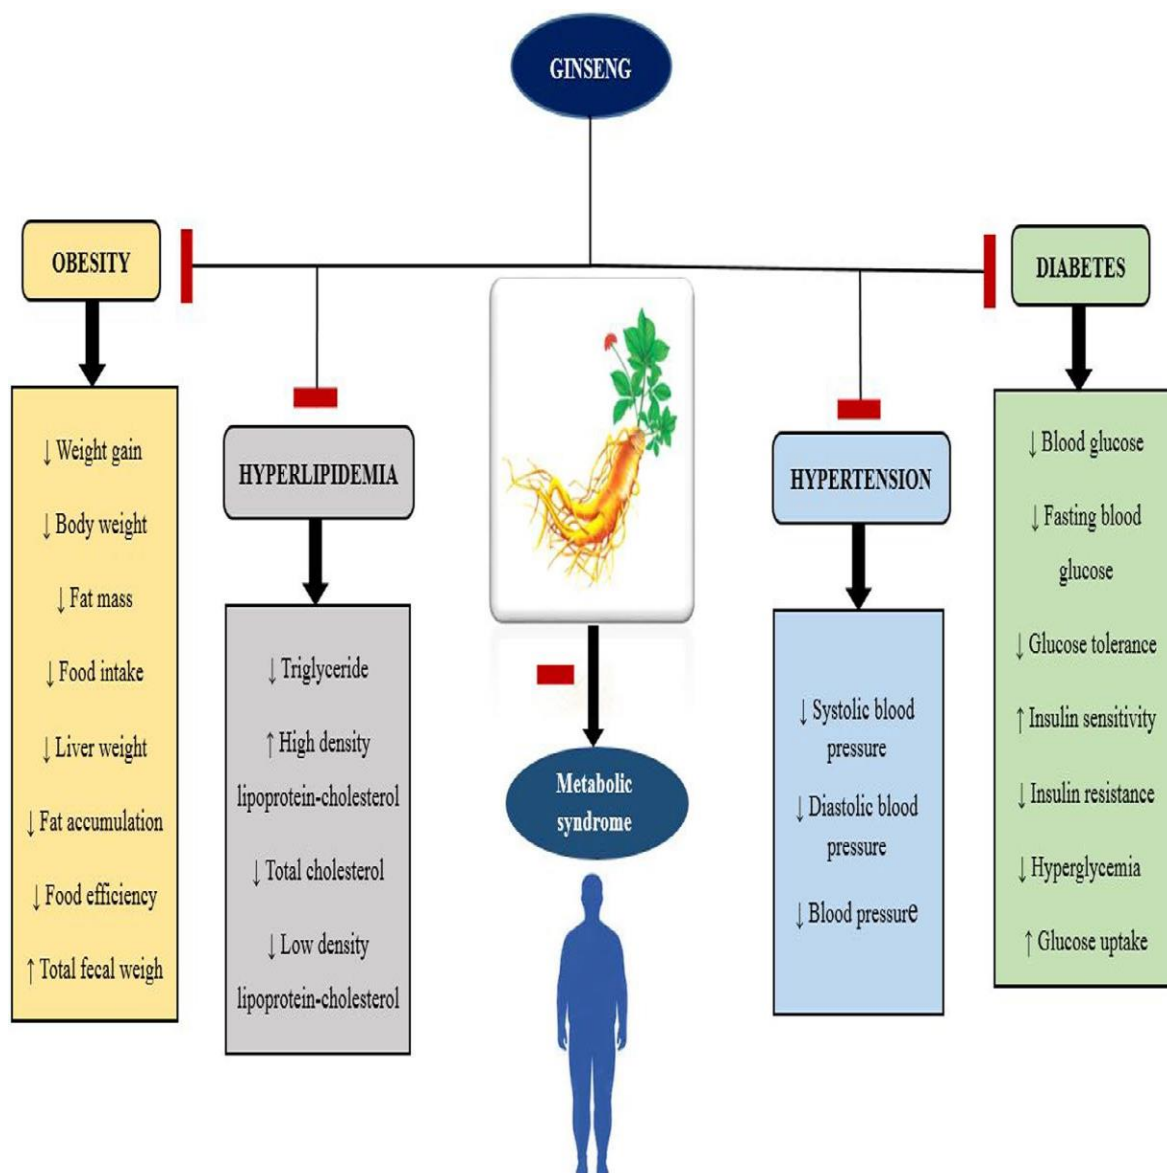 GINSENG
OBESITY
↓ Weight gain
↓ Body weight
↓ Fat mass
↓ Food intake
↓ Liver weight
↓ Fat accumulation
↓ Food efficiency
↑ Total fecal weigh
HYPERLIPIDEMIA
↓ Triglyceride
↑ High density
lipoprotein-cholesterol
↓ Total cholesterol
↓ Low density
lipoprotein-cholesterol
Metabolic
syndrome
HYPERTENSION
↓ Systolic blood
pressure
↓ Diastolic blood
pressure
↓ Blood pressure
DIABETES
↓ Blood glucose
↓ Fasting blood
glucose
↓ Glucose tolerance
↑ Insulin sensitivity
↓ Insulin resistance
↓ Hyperglycemia
↑ Glucose uptake